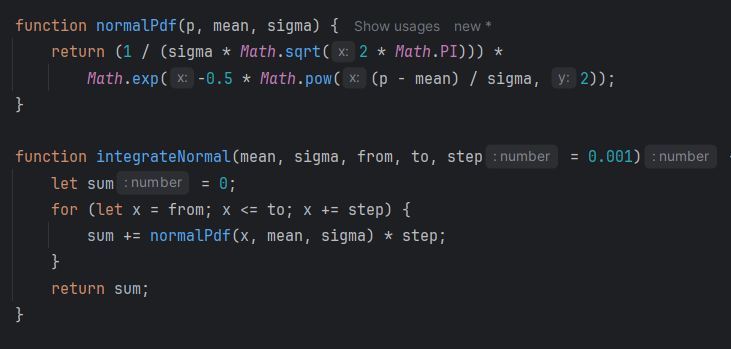 function normalPdf(p, mean, sigma) { Show usages new *
return (1 / (sigma * Math.sqrt( x: 2 * Math.PI))) *
Math.exp( x: -0.5 * Math.pow( x: (p - mean) / sigma, y: 2));
}
function integrateNormal(mean, sigma, from, to, step : number = 0.001) : number
let sum : number = 0;
for (let x = from; x <= to; x += step) {
sum += normalPdf(x, mean, sigma) * step;
}
return sum;
}